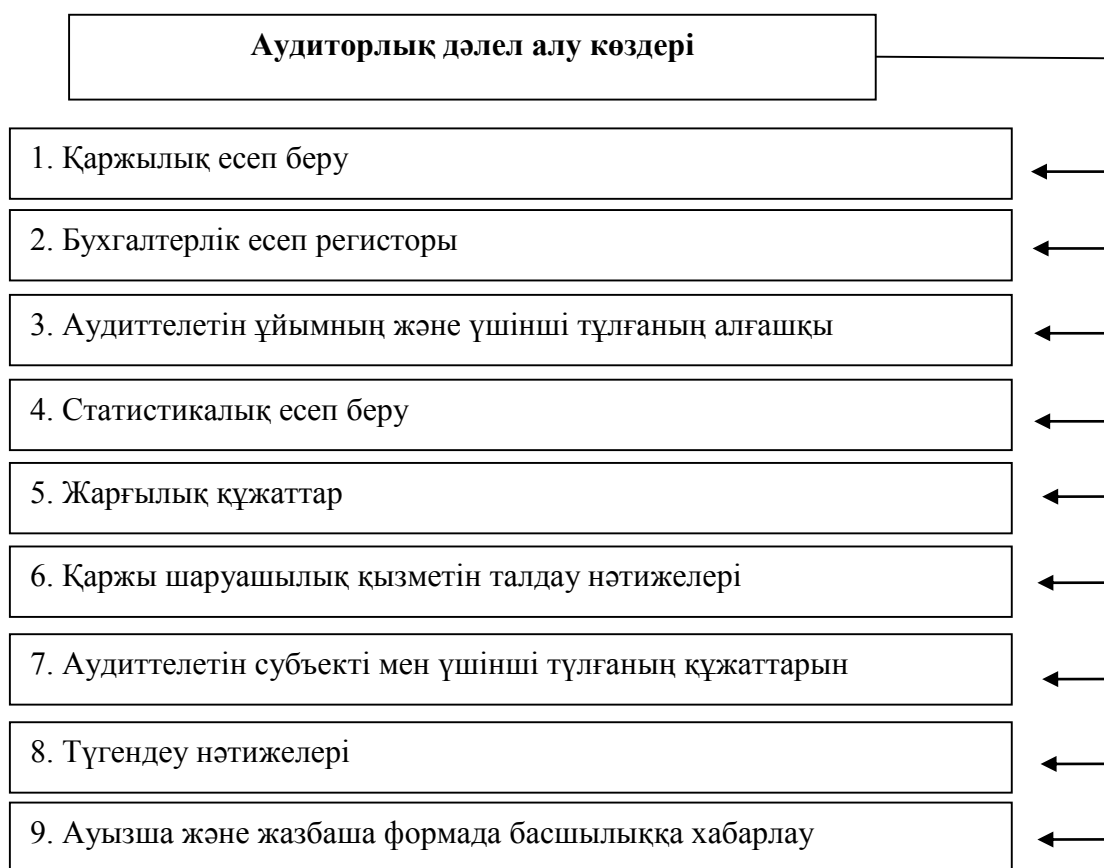 Аудиторлық дәлел алу көздері
1. Қаржылық есеп беру
2. Бухгалтерлік есеп регисторы
3. Аудиттелетін ұйымның және үшінші тұлғаның алғашқы
4. Статистикалық есеп беру
5. Жарғылық құжаттар
6. Қаржы шаруашылық қызметін талдау нәтижелері
7. Аудиттелетін субъекті мен үшінші түлғаның құжаттарын
8. Түгендеу нәтижелері
9. Ауызша және жазбаша формада басшылыққа хабарлау